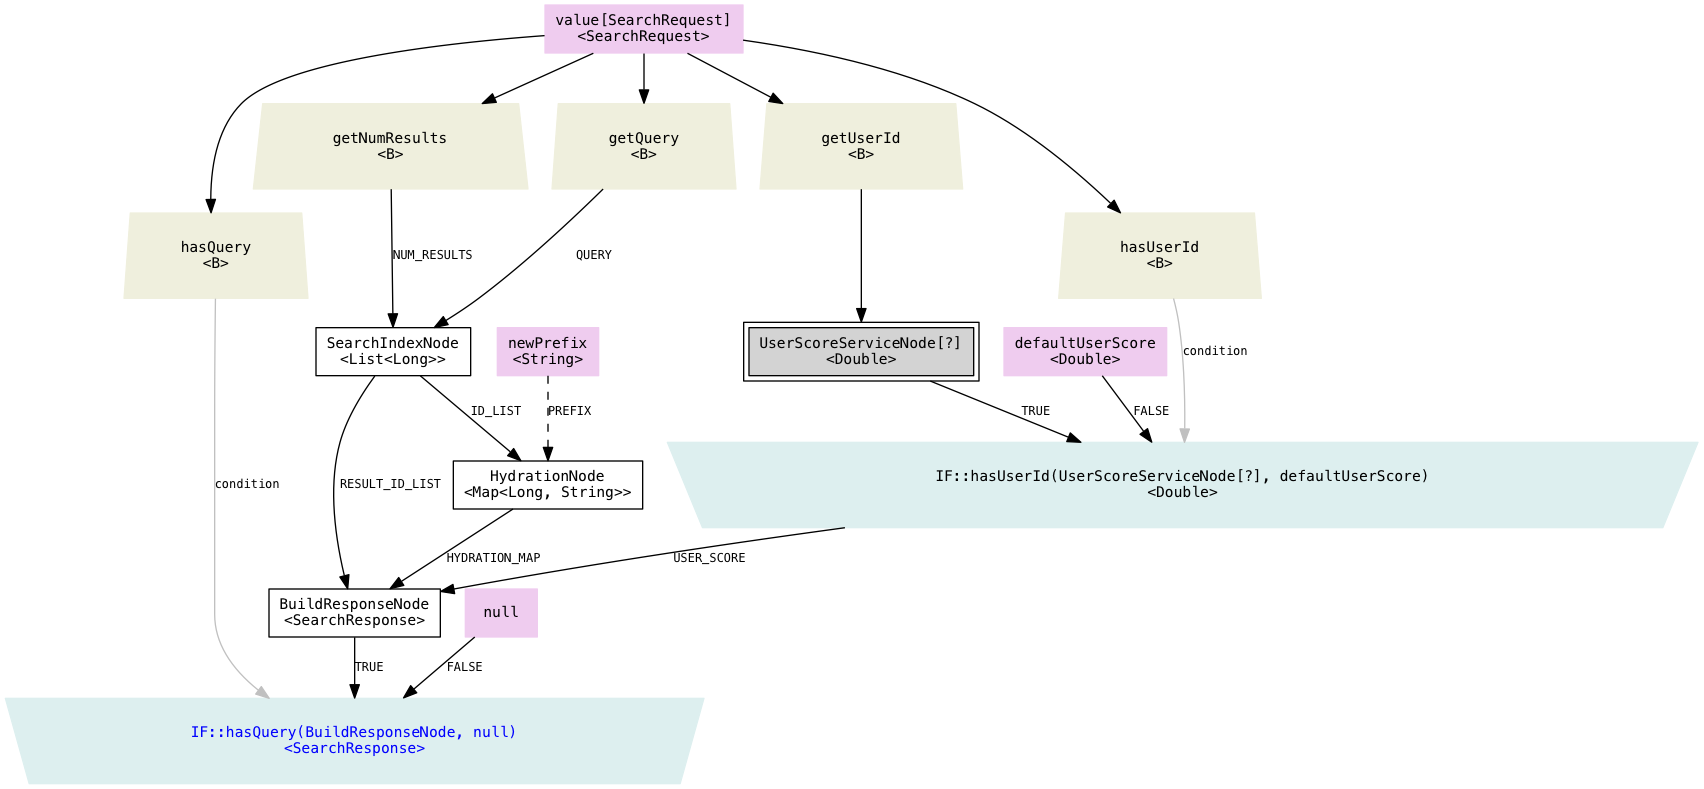 value[SearchRequest]
<SearchRequest>
getNumResults
<B>
getQuery
<B>
getUserId
<B>
hasQuery
<B>
hasUserId
<B>
NUM_RESULTS
QUERY
SearchIndexNode
<List<Long>>
newPrefix
<String>
UserScoreServiceNode[?]
<Double>
defaultUserScore
<Double>
condition
ID_LIST
PREFIX
TRUE
FALSE
condition
RESULT_ID_LIST
HydrationNode
<Map<Long, String>>
IF::hasUserId(UserScoreServiceNode[?], defaultUserScore)
<Double>
HYDRATION_MAP
USER_SCORE
BuildResponseNode
<SearchResponse>
null
TRUE
FALSE
IF::hasQuery(BuildResponseNode, null)
<SearchResponse>